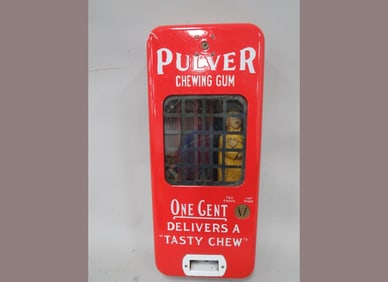 PULVER
CHEWING GUM
ONE CENT
DELIVERS A
"TASTY CHEW"